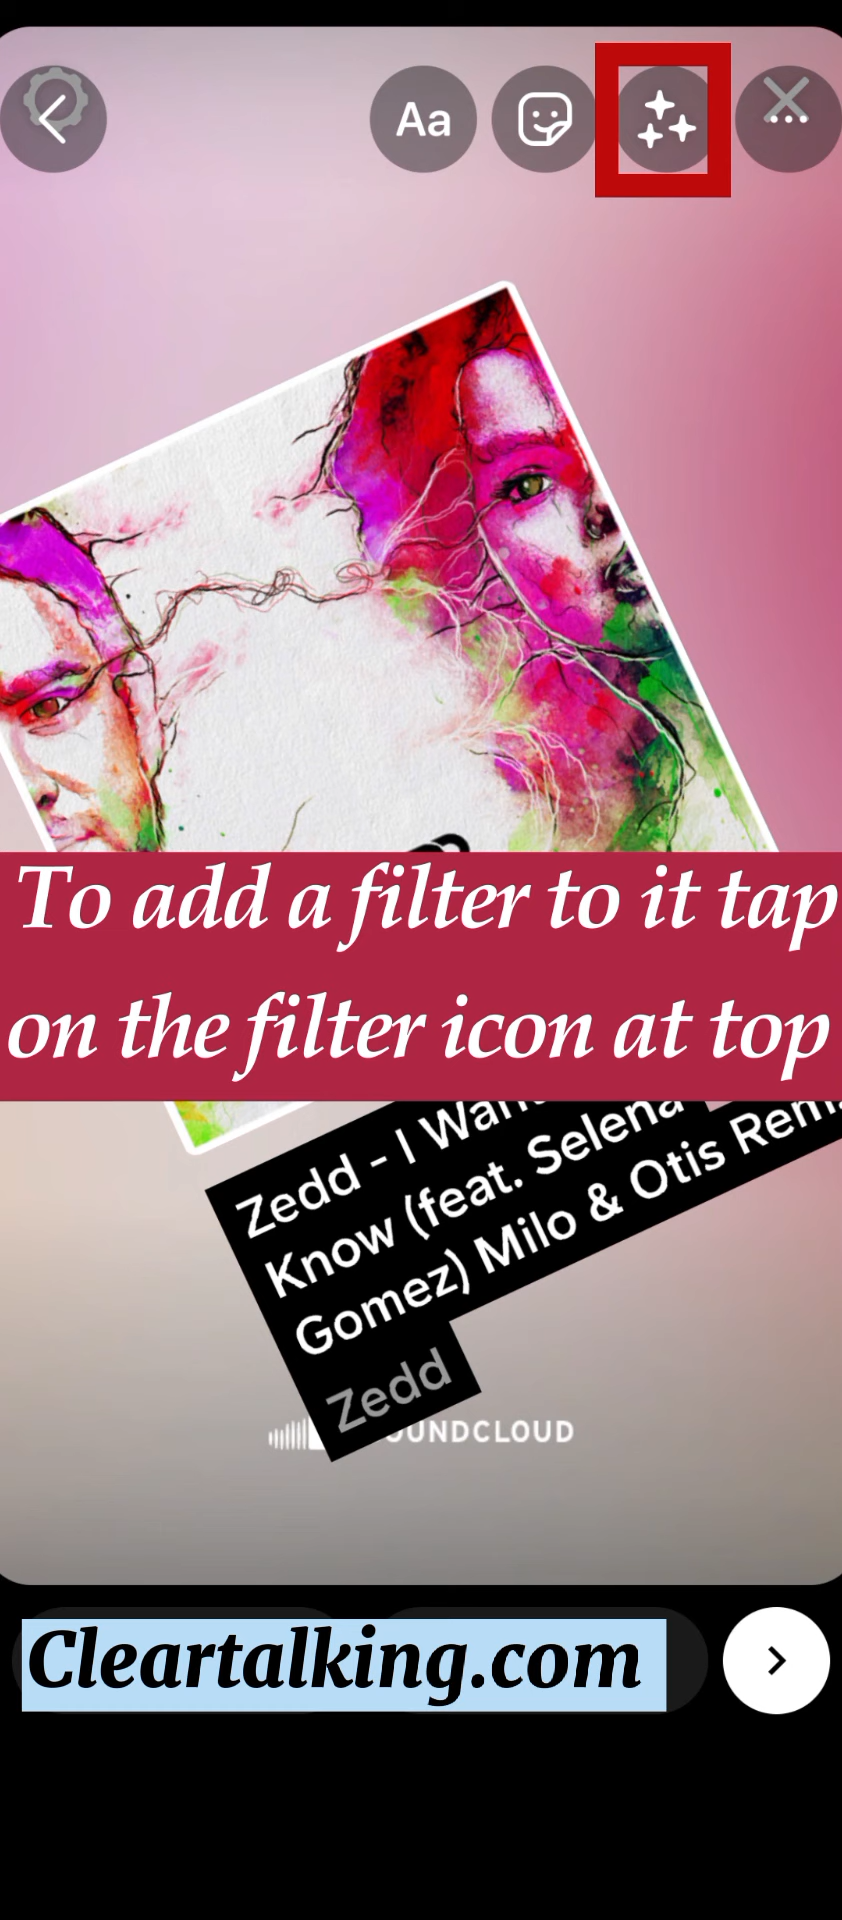 Aa
To add a filter to it tap
on the filter icon at top
Zedd - I Want
Know (feat. Selena
Gomez) Milo & Otis Remi
Zedd
OUNDCLOUD
Cleartalking.com